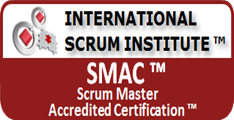 INTERNATIONAL
SCRUM INSTITUTE ™
SMAC ™
Scrum Master
Accredited Certification ™